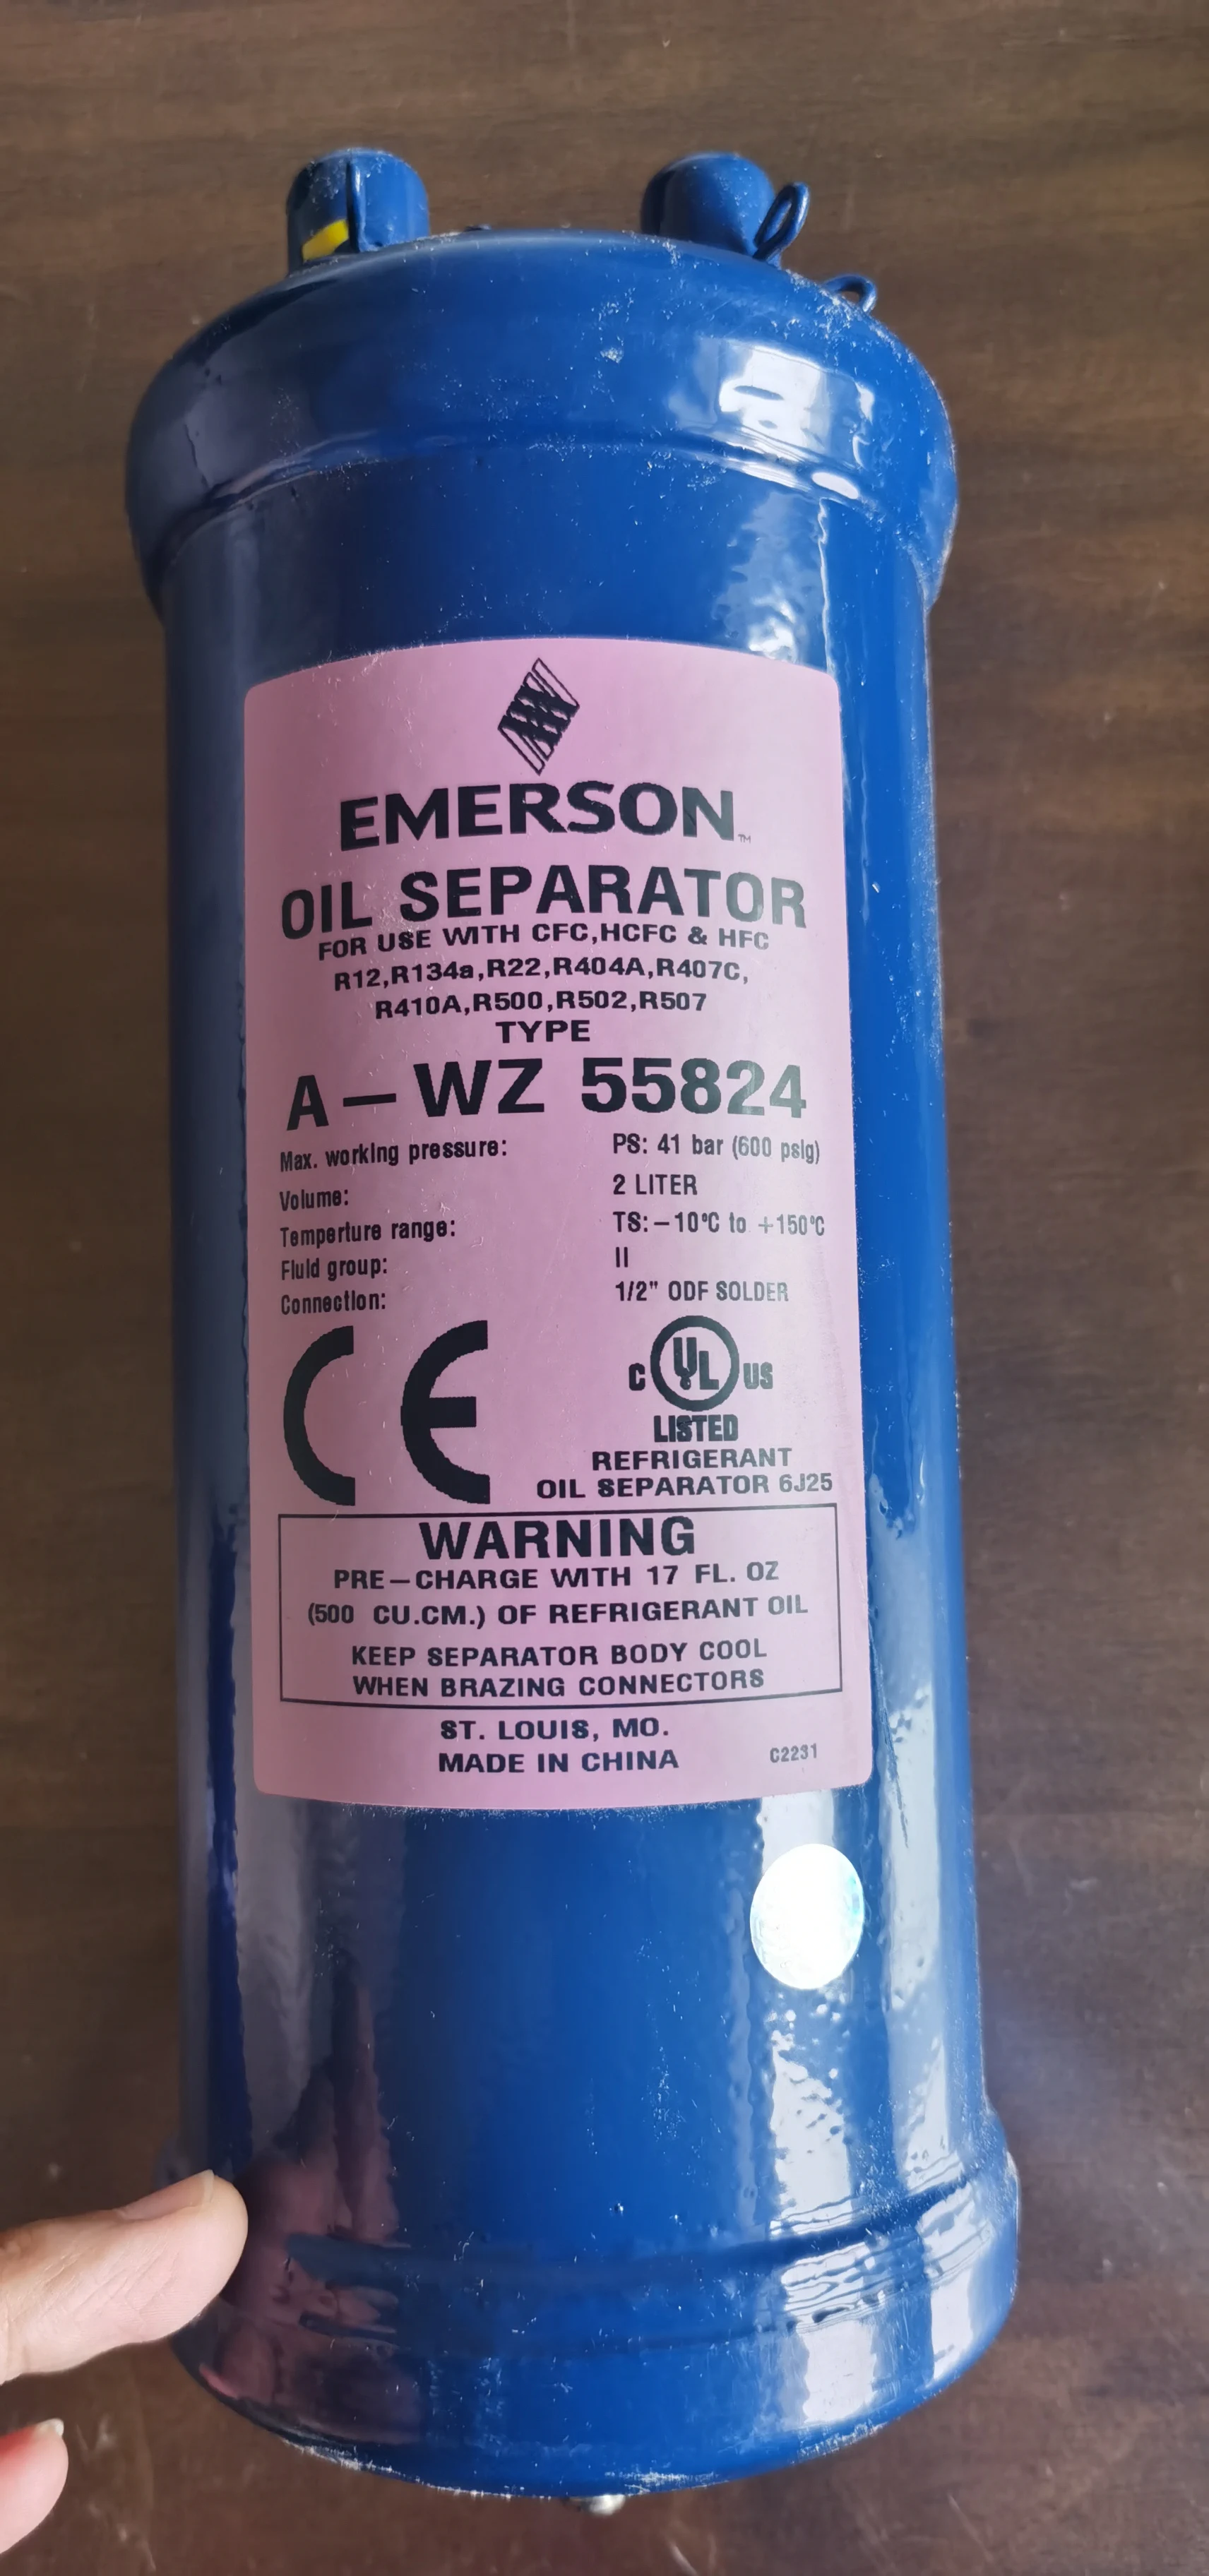 EMERSON™
OIL SEPARATOR
FOR USE WITH CFC,HCFC & HFC
R12,R134a,R22,R404A,R407C,
R410A,R500,R502,R507
TYPE
A-WZ 55824
Max. working pressure: PS: 41 bar (600 psig)
Volume: 2 LITER
Temperture range: TS:-10℃ to +150℃
Fluid group: II
Connection: 1/2" ODF SOLDER
CE
C UL US
LISTED
REFRIGERANT
OIL SEPARATOR 6J25
WARNING
PRE-CHARGE WITH 17 FL. OZ
(500 CU.CM.) OF REFRIGERANT OIL
KEEP SEPARATOR BODY COOL
WHEN BRAZING CONNECTORS
ST. LOUIS, MO.
MADE IN CHINA
C2231